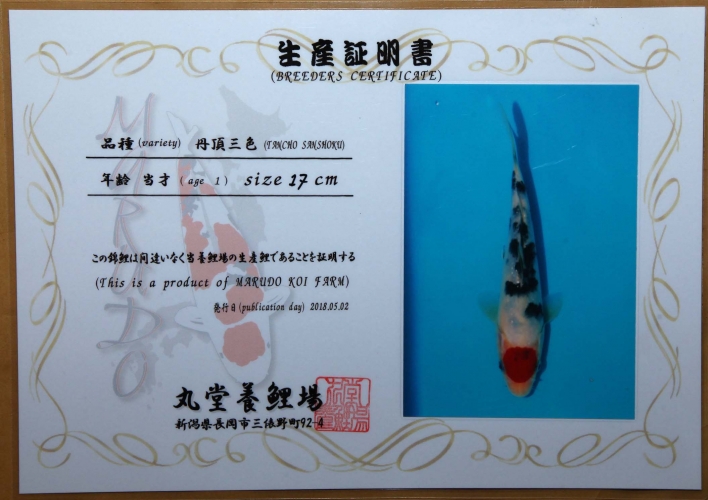 生産証明書
(BREEDERS CERTIFICATE)
品種 (variety) 丹頂三色 (TANCHO SANSHOKU)
年齢 当才 (age 1) size 17 cm
この錦鯉は間違いなく当養鯉場の生産鯉であることを証明する
(This is a product of MARUDO KOI FARM)
発行日 (publication day) 2018.05.02
丸堂養鯉場
新潟県長岡市三俵野町92-4
MARUDO